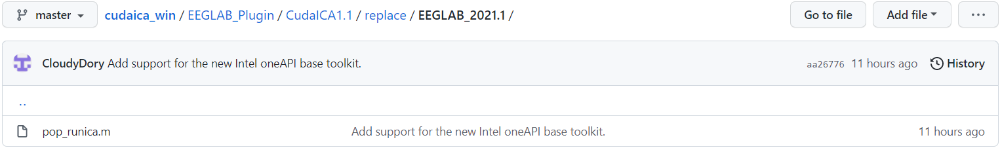 master cudaica_win / EEGLAB_Plugin / CudaICA1.1 / replace / EEGLAB_2021.1 / Go to file Add file ...
CloudyDory Add support for the new Intel oneAPI base toolkit. aa26776 11 hours ago History
..
pop_runica.m Add support for the new Intel oneAPI base toolkit. 11 hours ago